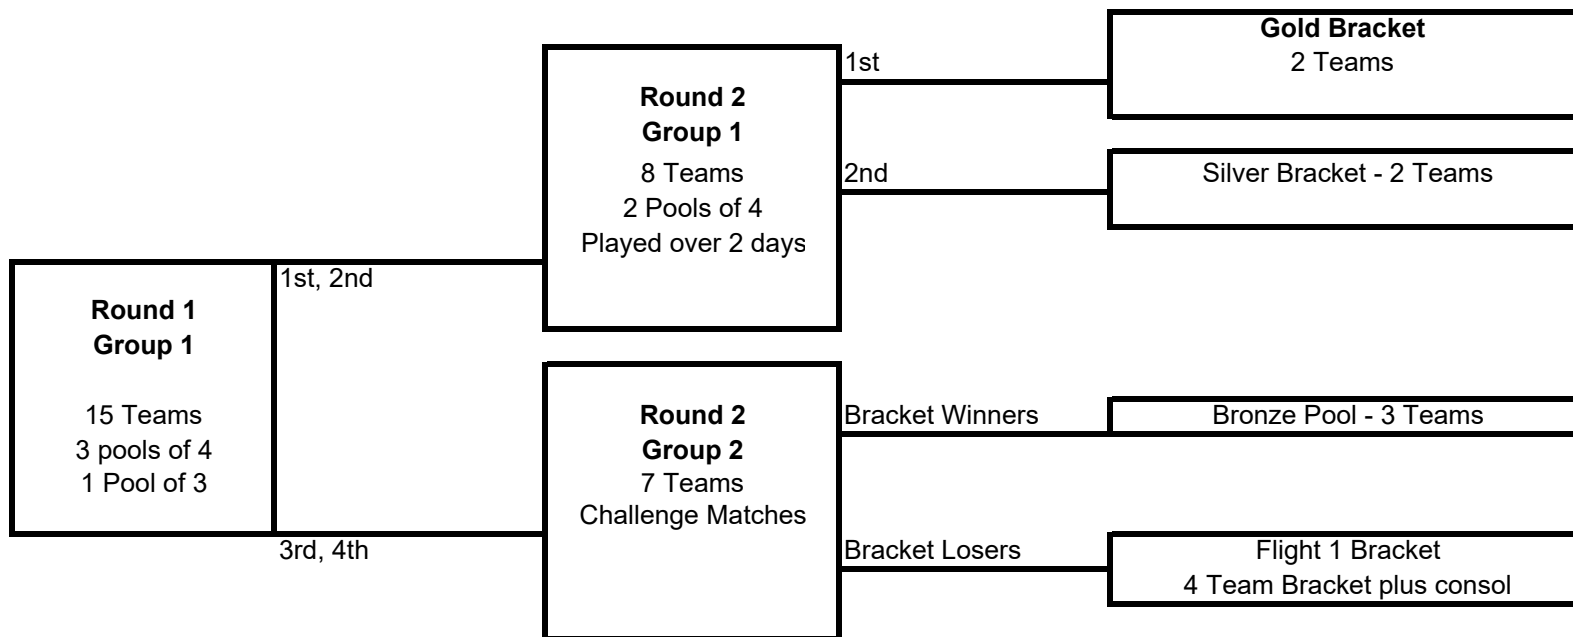 Round 1
Group 1
15 Teams
3 pools of 4
1 Pool of 3
1st, 2nd
3rd, 4th
Round 2
Group 1
8 Teams
2 Pools of 4
Played over 2 days
1st
2nd
Round 2
Group 2
7 Teams
Challenge Matches
Bracket Winners
Bracket Losers
Gold Bracket
2 Teams
Silver Bracket - 2 Teams
Bronze Pool - 3 Teams
Flight 1 Bracket
4 Team Bracket plus consol